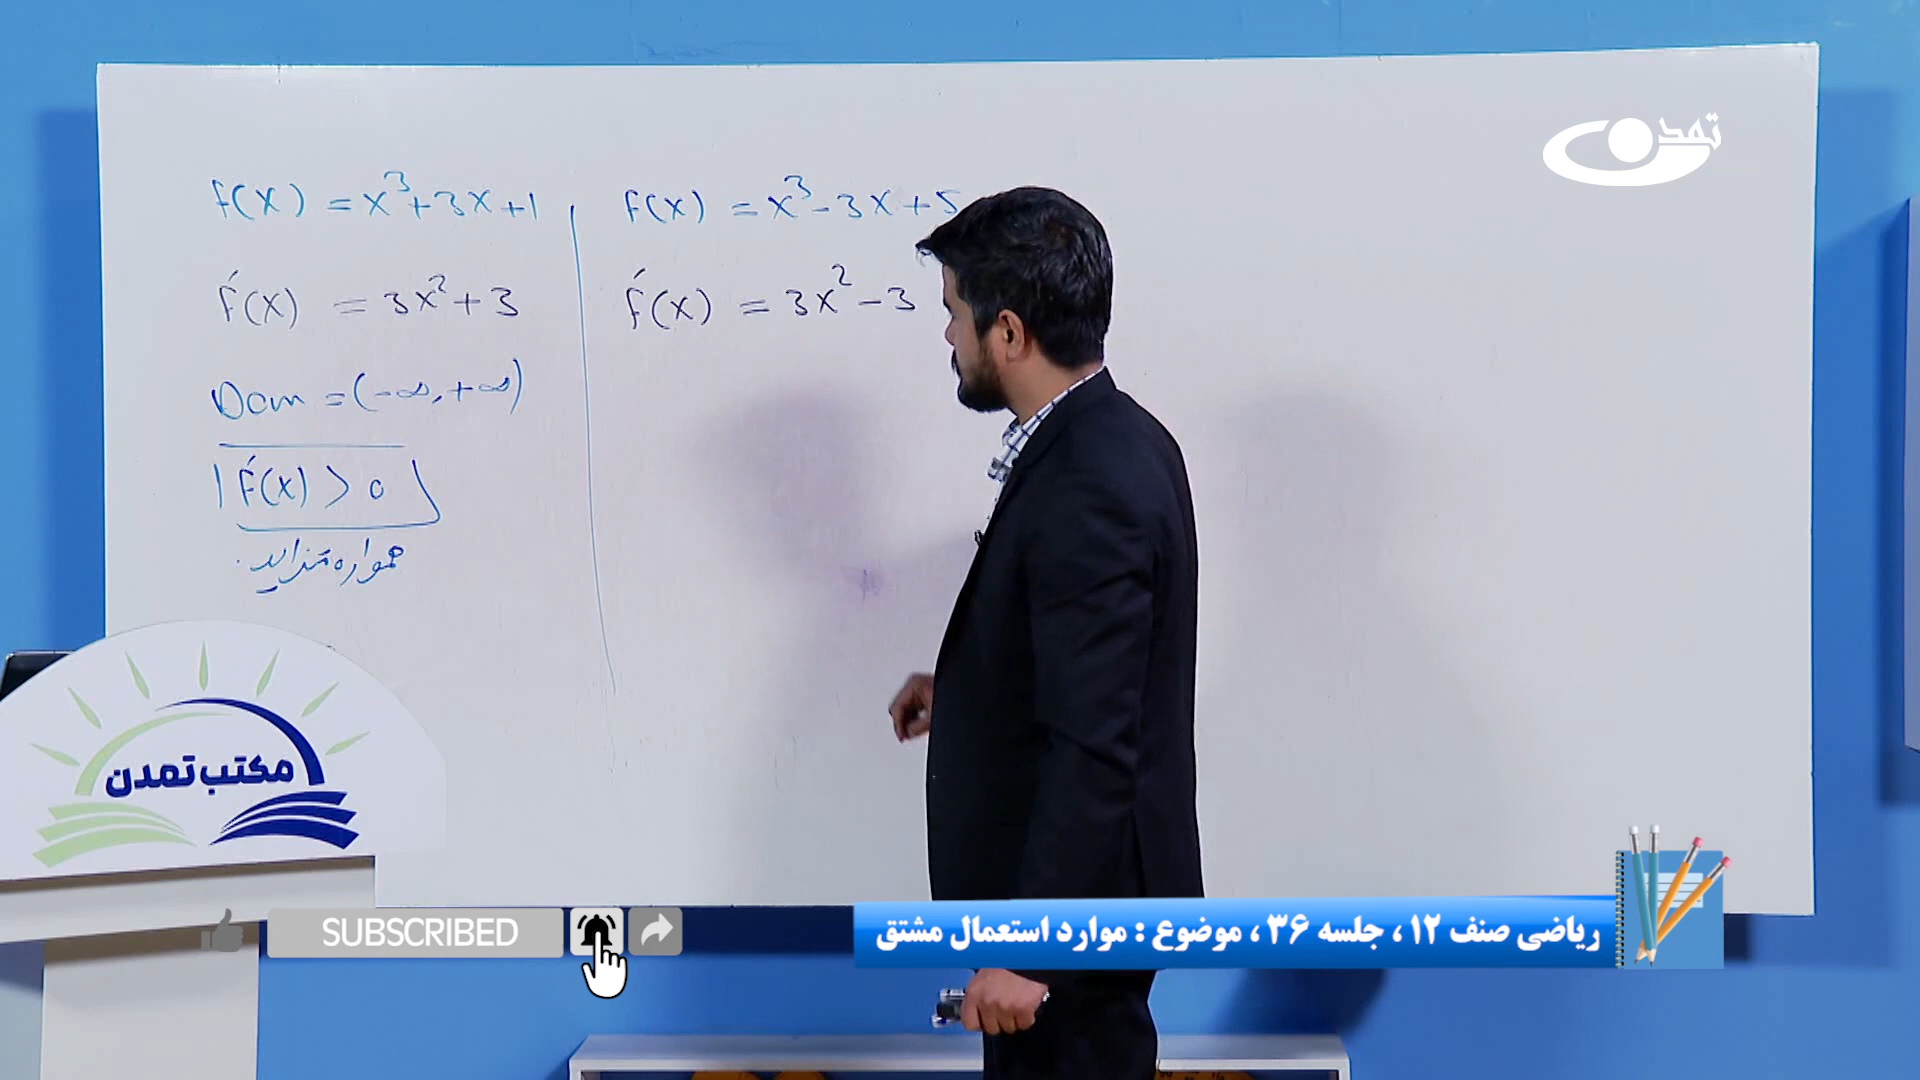 تمدن
f(x) = x³+3x+1
f́(x) = 3x²+3
Dom = (-∞, +∞)
f́(x) > 0
همواره متزاید.
f(x) = x³-3x+5
f́(x) = 3x²-3
مکتب تمدن
SUBSCRIBED
ریاضی صنف ۱۲ ، جلسه ۳۶ ، موضوع : موارد استعمال مشتق